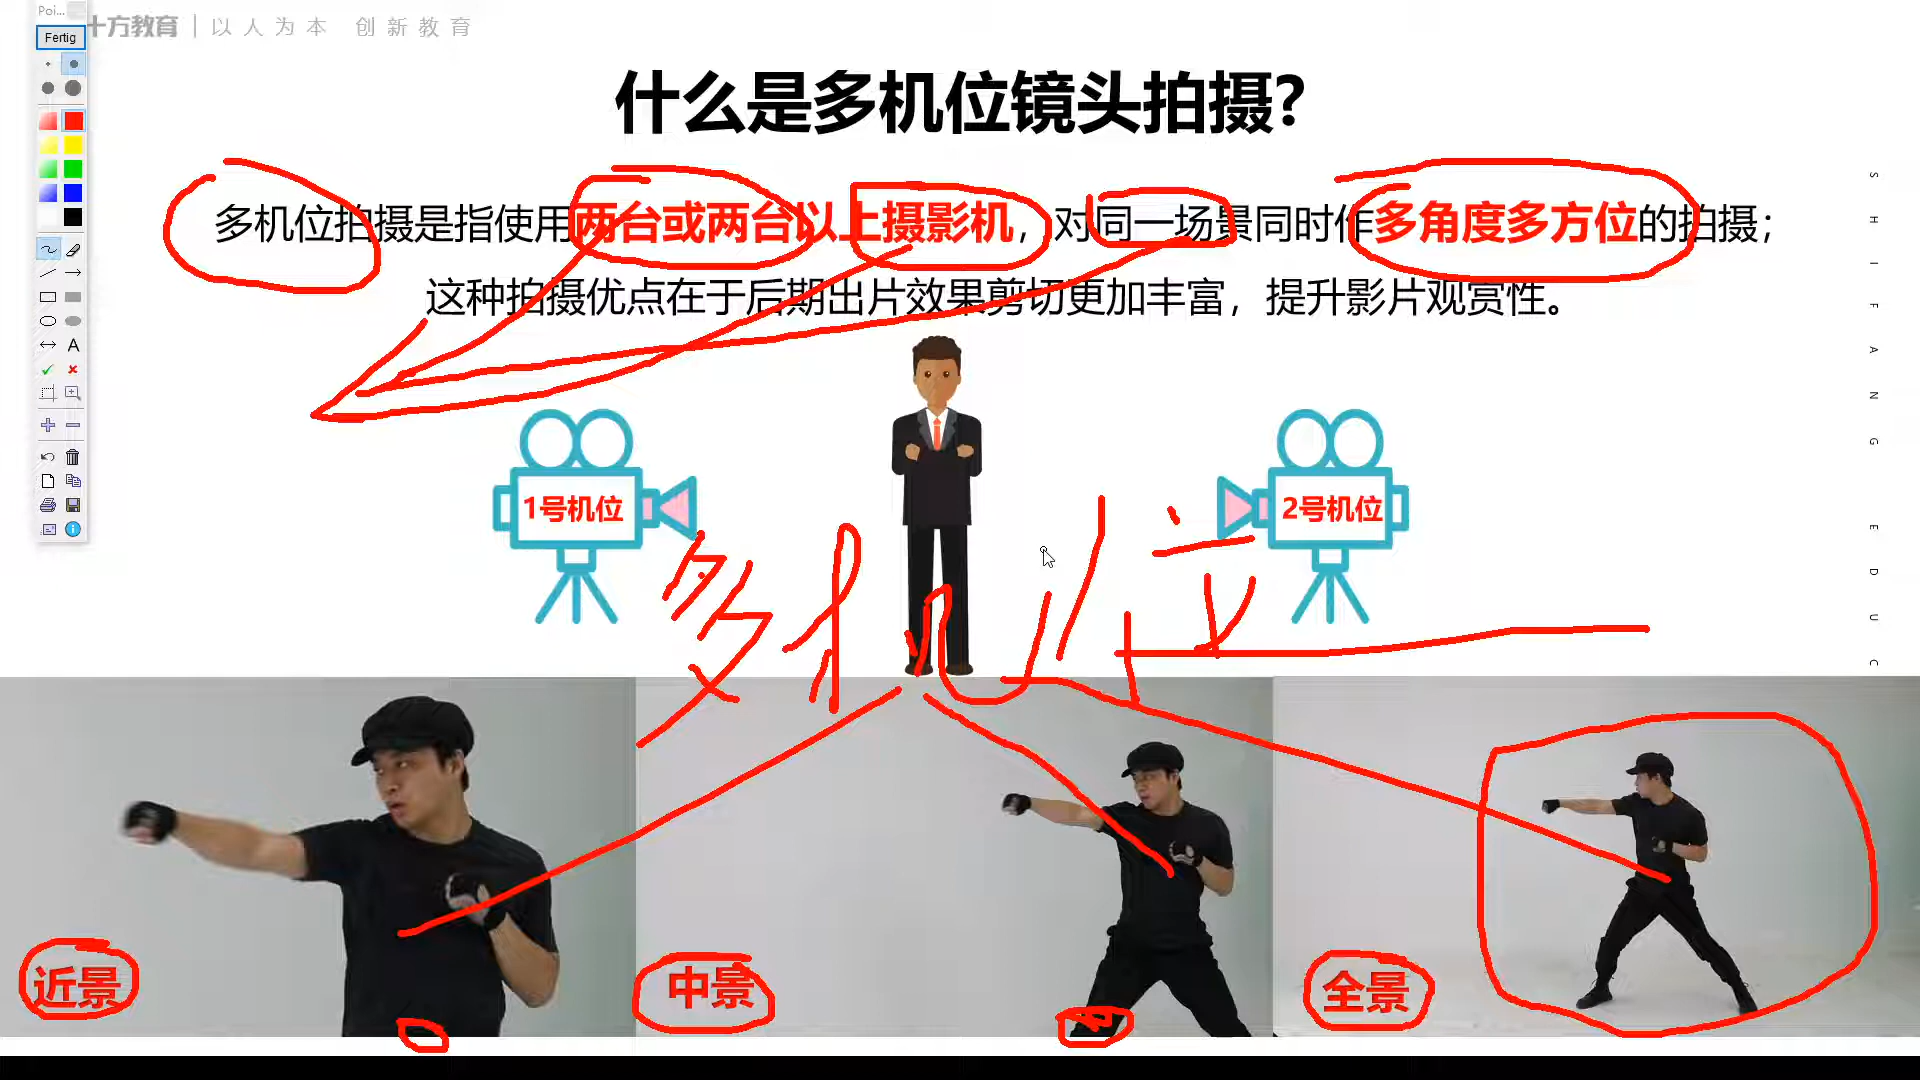 Poi...
Fertig
十方教育 | 以人为本 创新教育
什么是多机位镜头拍摄?
多机位拍摄是指使用两台或两台以上摄影机，对同一场景同时作多角度多方位的拍摄；
这种拍摄优点在于后期出片效果剪切更加丰富，提升影片观赏性。
1号机位
2号机位
多机位
近景
中景
全景
SHIFANG EDUC